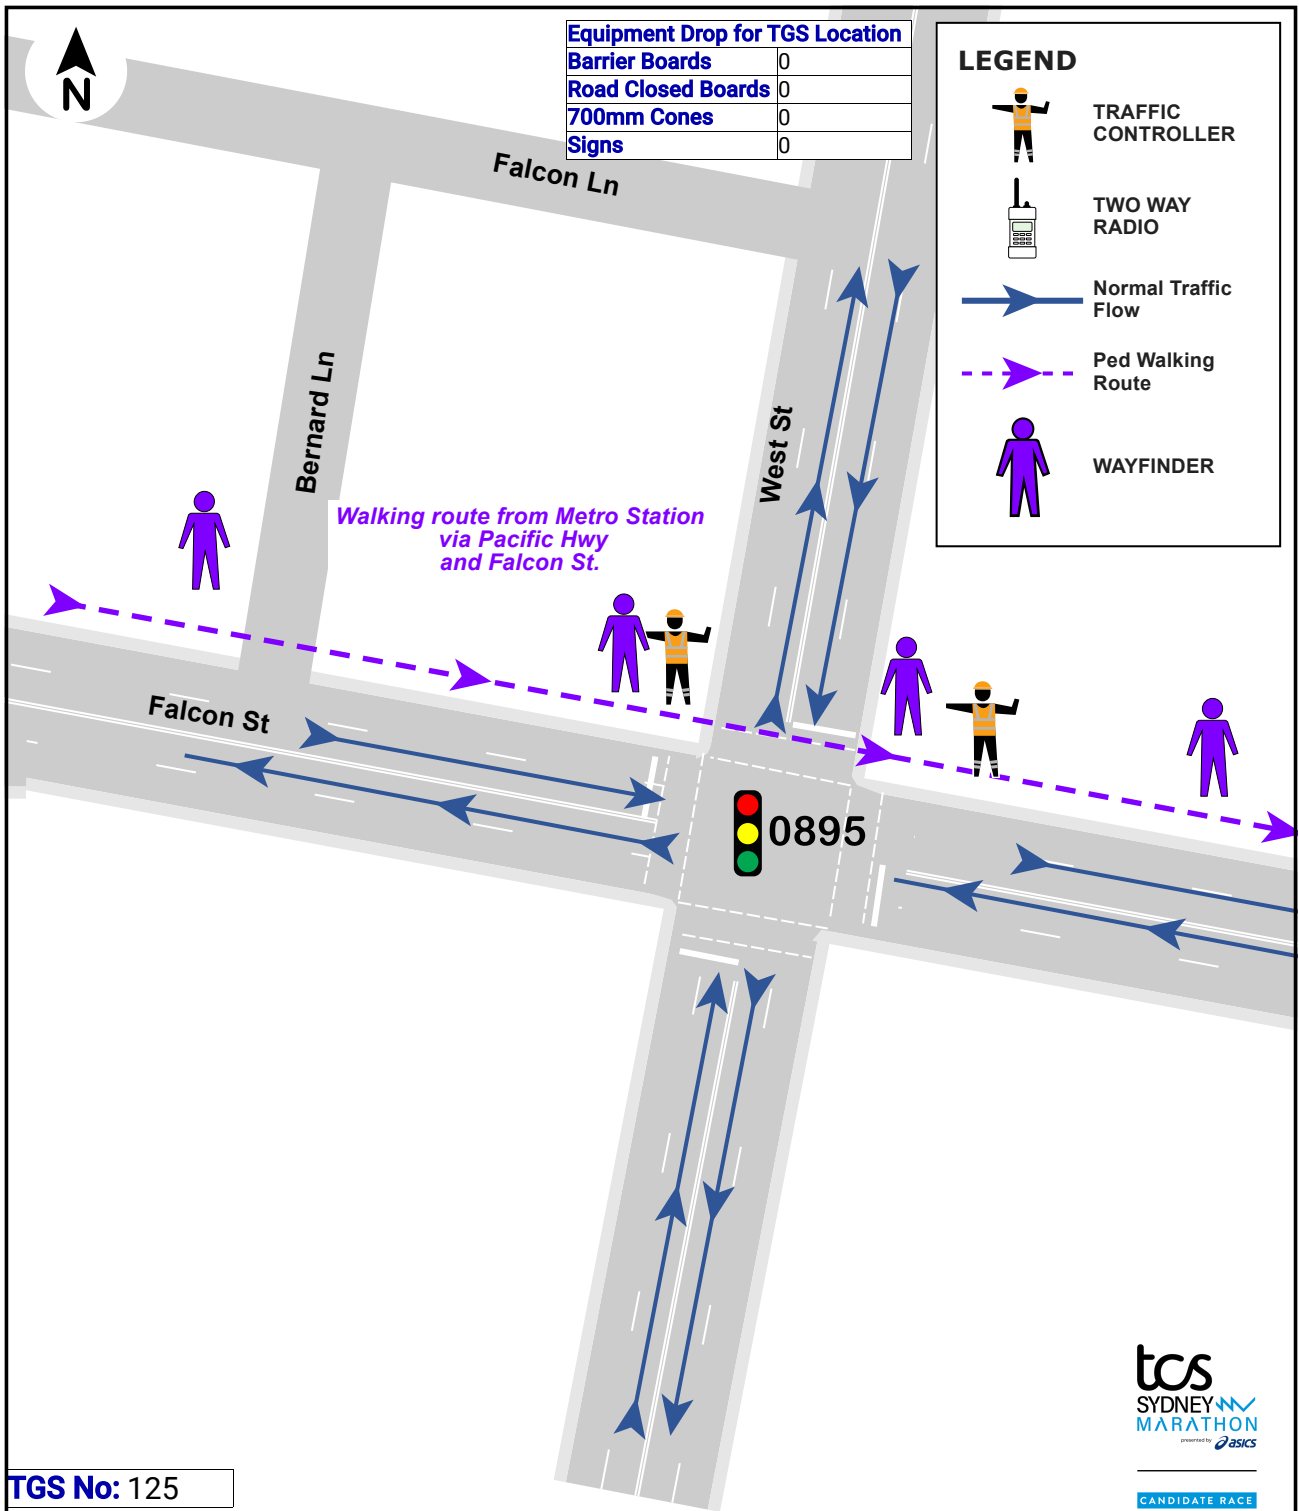 N
Equipment Drop for TGS Location
Barrier Boards 0
Road Closed Boards 0
700mm Cones 0
Signs 0
LEGEND
TRAFFIC
CONTROLLER
TWO WAY
RADIO
Normal Traffic
Flow
Ped Walking
Route
WAYFINDER
Falcon Ln
Bernard Ln
West St
Walking route from Metro Station
via Pacific Hwy
and Falcon St.
Falcon St
0895
tcs
SYDNEY
MARATHON
presented by asics
CANDIDATE RACE
TGS No: 125